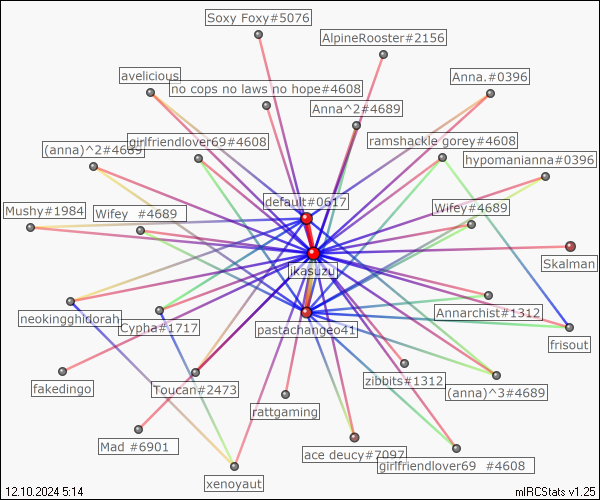 Soxy Foxy#5076
AlpineRooster#2156
avelicious
Anna.#0396
no cops no laws no hope#4608
Anna^2#4689
(anna)^2#4689
girlfriendlover69#4608
ramshackle gorey#4608
hypomanianna#0396
default#0617
Mushy#1984
Wifey  #4689
Wifey#4689
Skalman
jikasuzu
neokingghidorah
Cypha#1717
pastachangeo41
Annarchist#1312
frisout
fakedingo
Toucan#2473
zibbits#1312
(anna)^3#4689
rattgaming
Mad #6901
ace deucy#7097
girlfriendlover69  #4608
xenoyaut
12.10.2024 5:14
mIRCStats v1.25